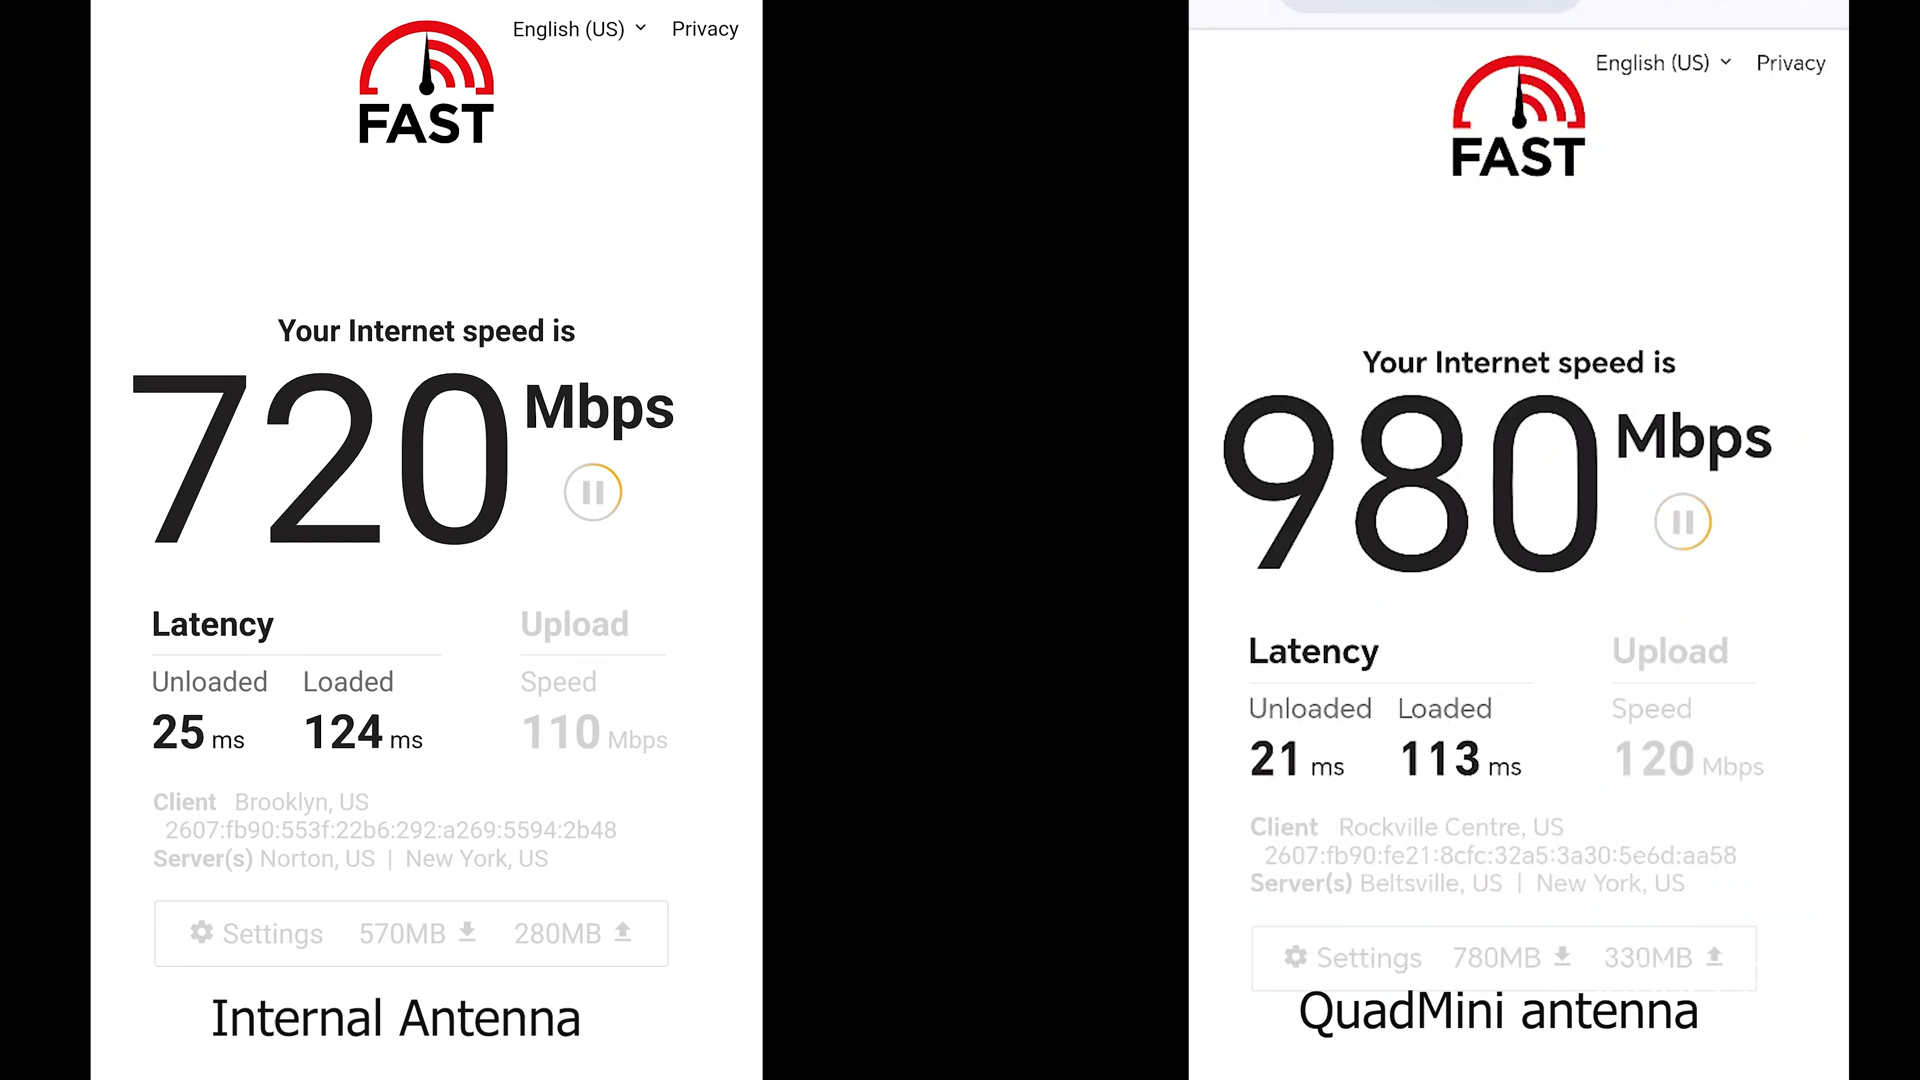 English (US) Privacy
FAST
Your Internet speed is
720 Mbps
Latency Upload
Unloaded Loaded Speed
25 ms 124 ms 110 Mbps
Client Brooklyn, US
2607:fb90:553f:22b6:292:a269:5594:2b48
Server(s) Norton, US | New York, US
Settings 570MB 280MB
Internal Antenna
English (US) Privacy
FAST
Your Internet speed is
980 Mbps
Latency Upload
Unloaded Loaded Speed
21 ms 113 ms 120 Mbps
Client Rockville Centre, US
2607:fb90:fe21:8cfc:32a5:3a30:5e6d:aa58
Server(s) Beltsville, US | New York, US
Settings 780MB 330MB
QuadMini antenna